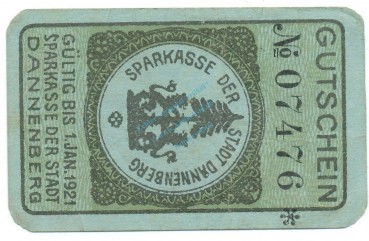 GUTSCHEIN
№ 07476 *
SPARKASSE DER STADT DANNENBERG
GÜLTIG BIS 1. JAN. 1921
SPARKASSE DER STADT
DANNENBERG